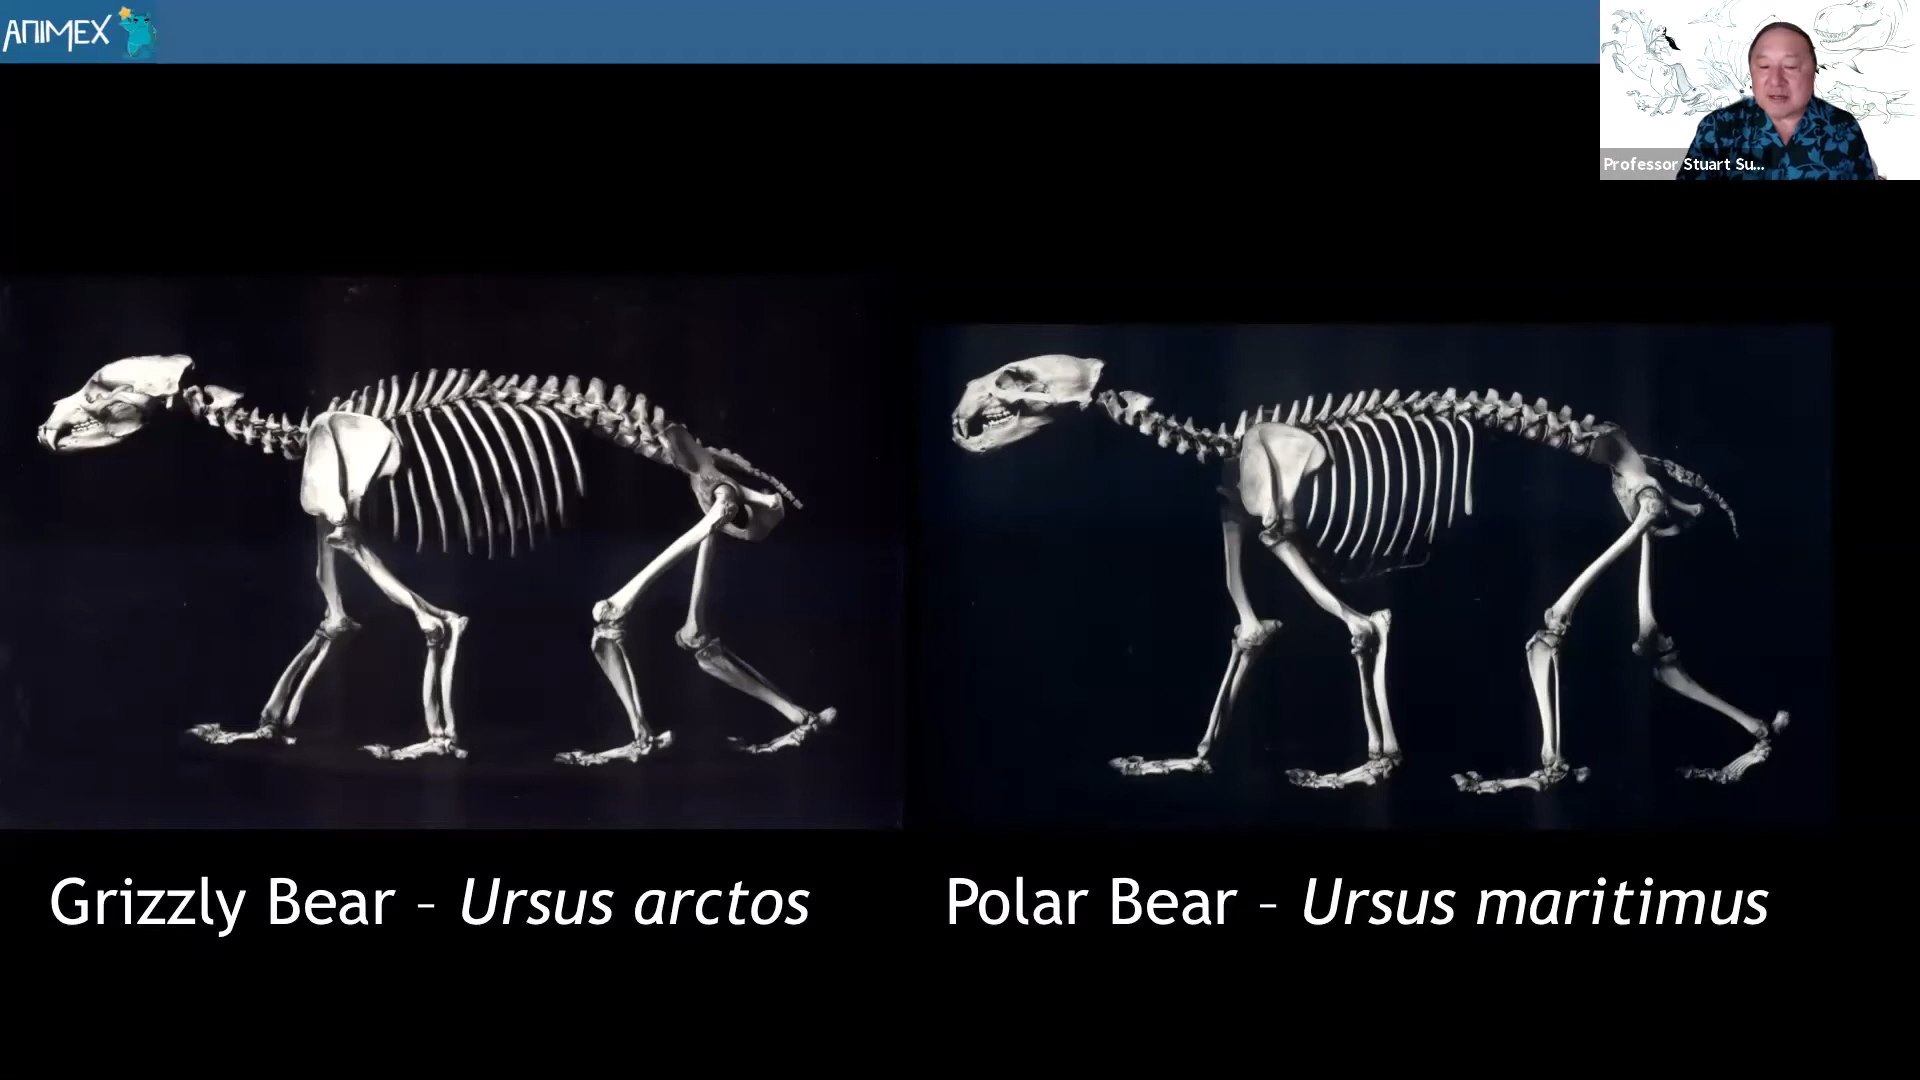 ANIMEX
Professor Stuart Su...
Grizzly Bear – Ursus arctos
Polar Bear – Ursus maritimus